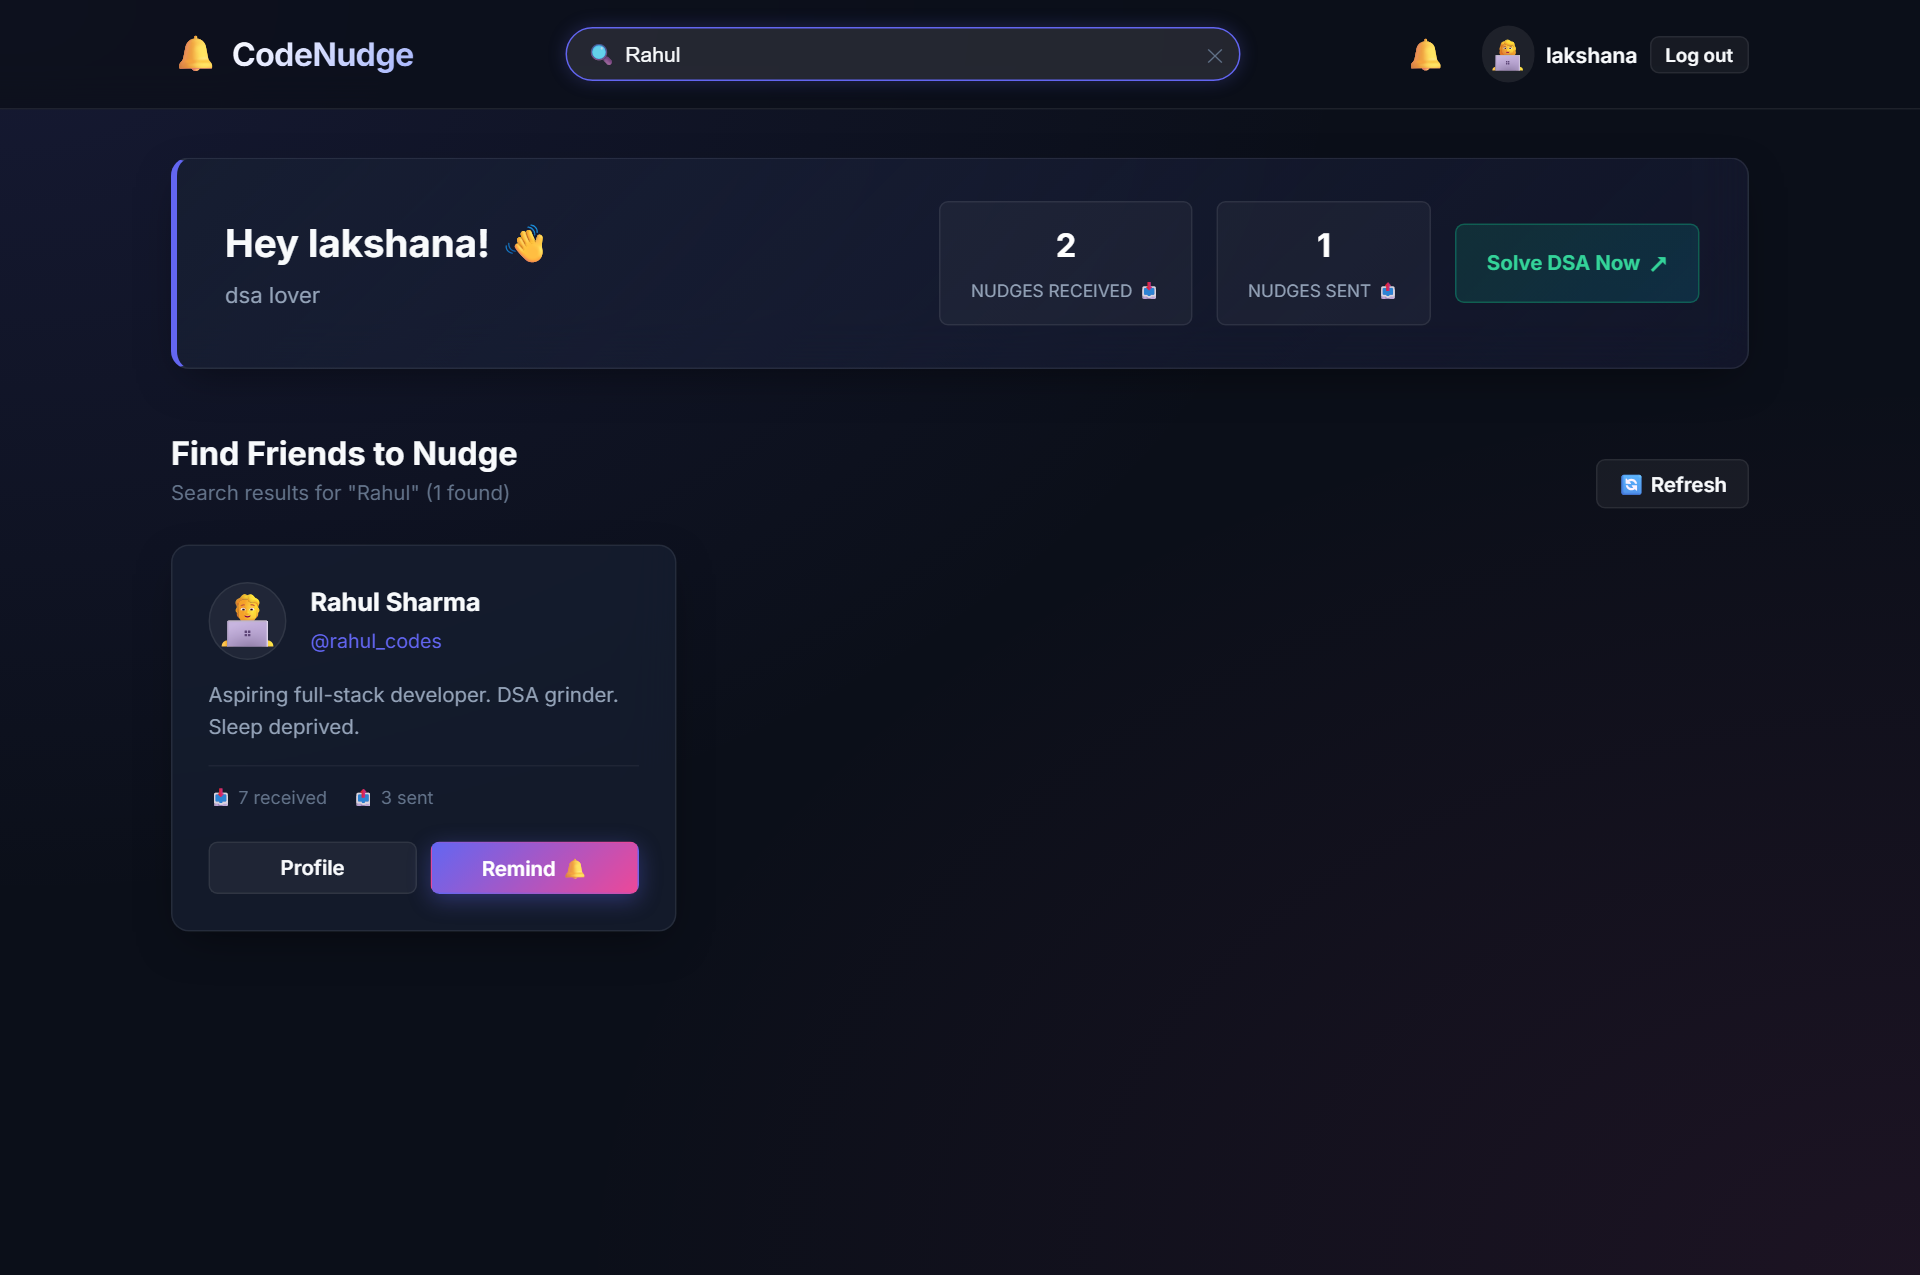 CodeNudge
Rahul
lakshana
Log out
Hey lakshana!
dsa lover
2
NUDGES RECEIVED
1
NUDGES SENT
Solve DSA Now ↗
Find Friends to Nudge
Search results for "Rahul" (1 found)
Refresh
Rahul Sharma
@rahul_codes
Aspiring full-stack developer. DSA grinder.
Sleep deprived.
7 received
3 sent
Profile
Remind